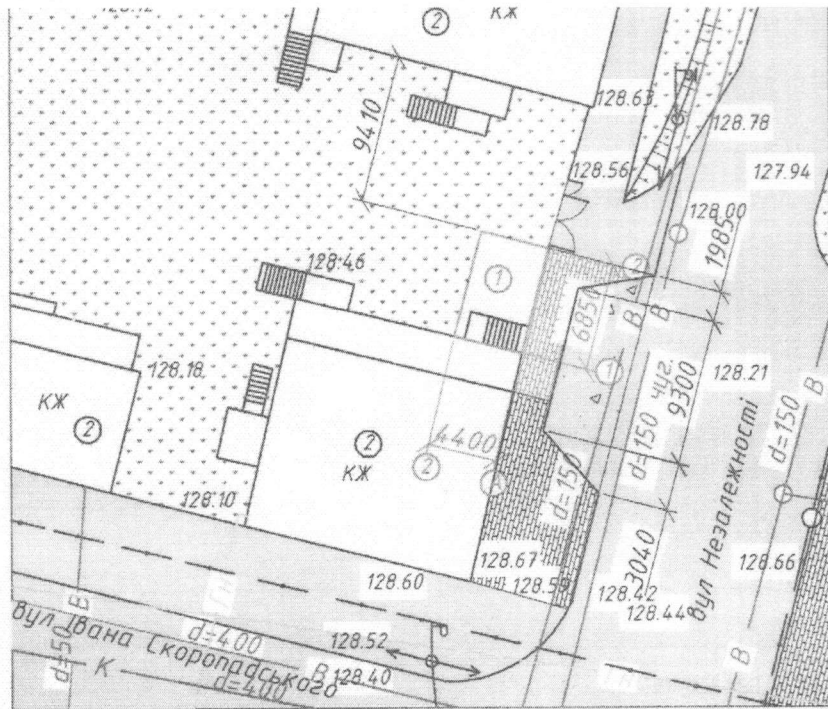 128.12
2
КЖ
128.63
128.78
9410
128.56
127.94
128.00
1985
128.46
1
2
6850
В
В
128.18
1
128.21
В
КЖ
2
2
КЖ
4400
2
А
d=150 чуг.
9300
d=150
вул Незалежності
d=15
128.10
128.67
128.60
128.59
128.66
3040
128.42
128.44
В
Гн
вул Івана Скоропадського
d=400
128.52
В
128.40
d=50
К
d=400
Гн
В